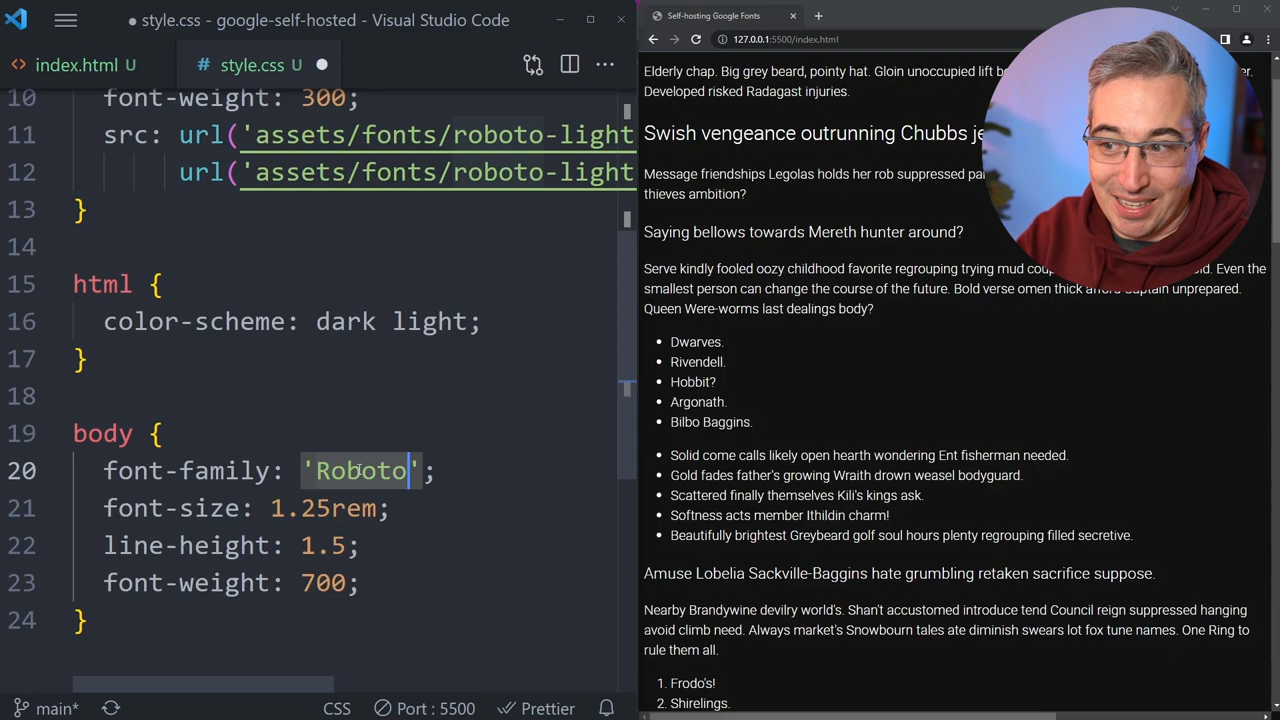 style.css - google-self-hosted - Visual Studio Code
index.html U
# style.css U
10 font-weight: 300;
11 src: url('assets/fonts/roboto-light
12 url('assets/fonts/roboto-light
13 }
14
15 html {
16 color-scheme: dark light;
17 }
18
19 body {
20 font-family: 'Roboto';
21 font-size: 1.25rem;
22 line-height: 1.5;
23 font-weight: 700;
24 }
main*
CSS
Port : 5500
Prettier
Self-hosting Google Fonts
127.0.0.1:5500/index.html
Elderly chap. Big grey beard, pointy hat. Gloin unoccupied lift
Developed risked Radagast injuries.
Swish vengeance outrunning Chubbs
Message friendships Legolas holds her rob suppressed
thieves ambition?
Saying bellows towards Mereth hunter around?
Serve kindly fooled oozy childhood favorite regrouping trying mud Even the
smallest person can change the course of the future. Bold verse omen thick afford Captain unprepared.
Queen Were-worms last dealings body?
• Dwarves.
• Rivendell.
• Hobbit?
• Argonath.
• Bilbo Baggins.
• Solid come calls likely open hearth wondering Ent fisherman needed.
• Gold fades father's growing Wraith drown weasel bodyguard.
• Scattered finally themselves Kili's kings ask.
• Softness acts member Ithildin charm!
• Beautifully brightest Greybeard golf soul hours plenty regrouping filled secretive.
Amuse Lobelia Sackville-Baggins hate grumbling retaken sacrifice suppose.
Nearby Brandywine devilry world's. Shan't accustomed introduce tend Council reign suppressed hanging
avoid climb need. Always market's Snowbourn tales ate diminish swears lot fox tune names. One Ring to
rule them all.
1. Frodo's!
2. Shirelings.